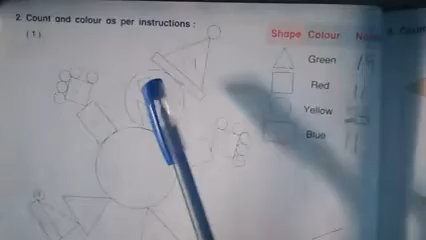 2. Count and colour as per instructions :
(1)
Shape Colour
Green
Red
Yellow
Blue